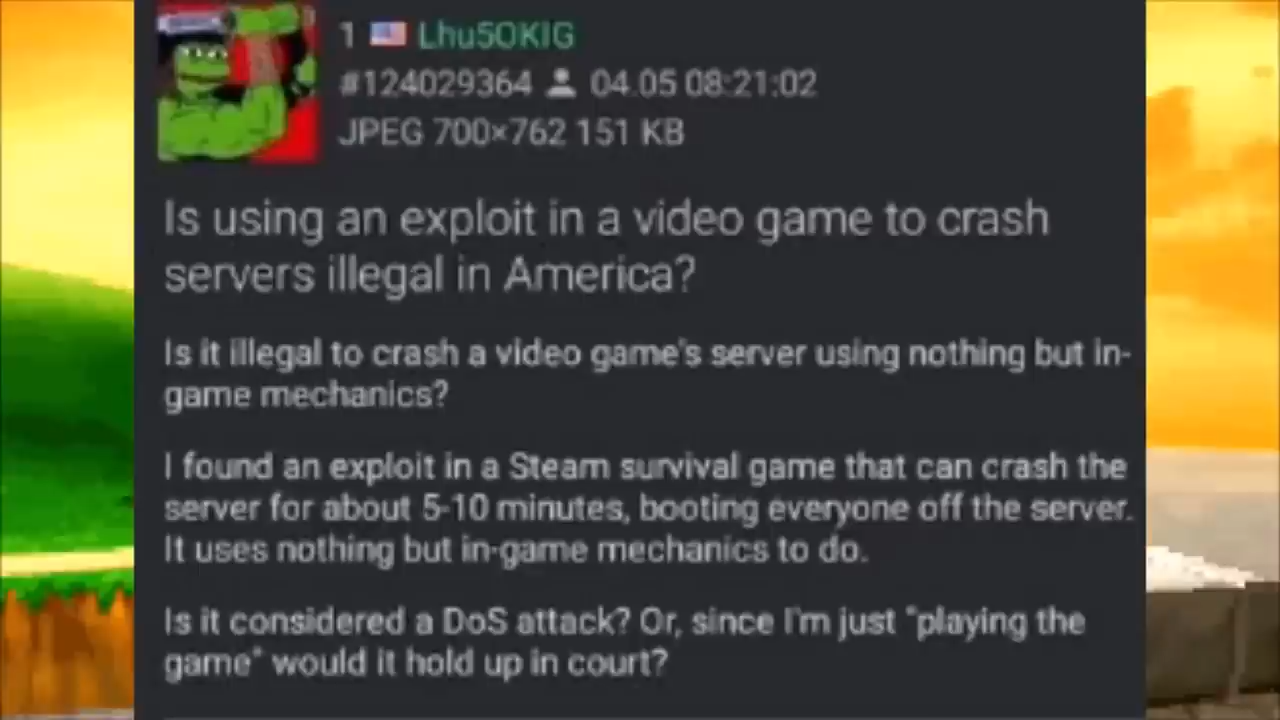 1 Lhu5OKIG
#124029364 04.05 08:21:02
JPEG 700×762 151 KB
Is using an exploit in a video game to crash
servers illegal in America?
Is it illegal to crash a video game's server using nothing but in-
game mechanics?
I found an exploit in a Steam survival game that can crash the
server for about 5-10 minutes, booting everyone off the server.
It uses nothing but in-game mechanics to do.
Is it considered a DoS attack? Or, since I'm just "playing the
game" would it hold up in court?